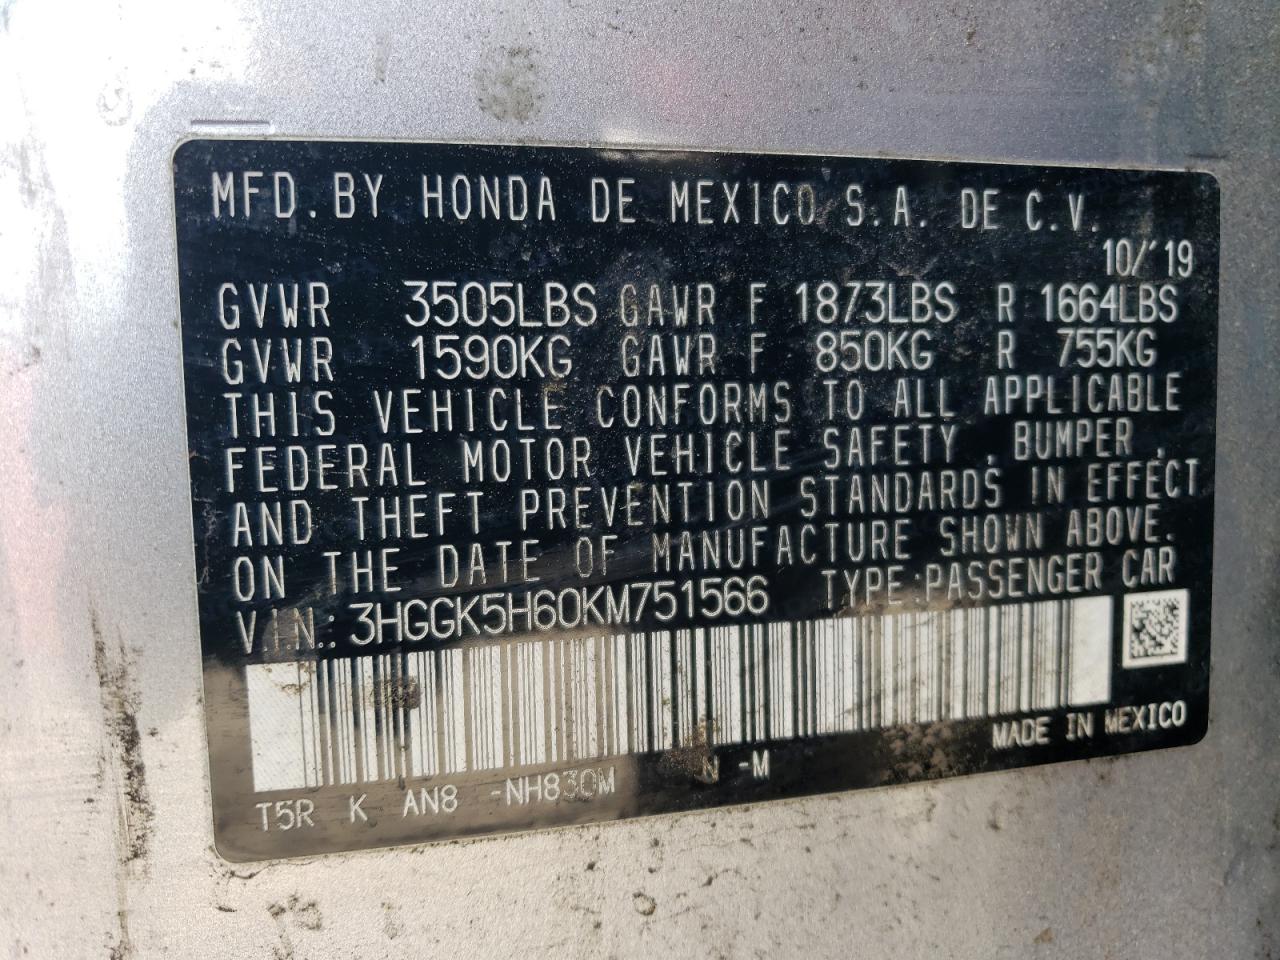 MFD.BY HONDA DE MEXICO S.A. DE C.V.
10/'19
GVWR 3505LBS GAWR F 1873LBS R 1664LBS
GVWR 1590KG GAWR F 850KG R 755KG
THIS VEHICLE CONFORMS TO ALL APPLICABLE
FEDERAL MOTOR VEHICLE SAFETY , BUMPER ,
AND THEFT PREVENTION STANDARDS IN EFFECT
ON THE DATE OF MANUFACTURE SHOWN ABOVE.
VIN.: 3HGGK5H60KM751566 TYPE:PASSENGER CAR
MADE IN MEXICO
T5R K AN8 -NH830M N -M